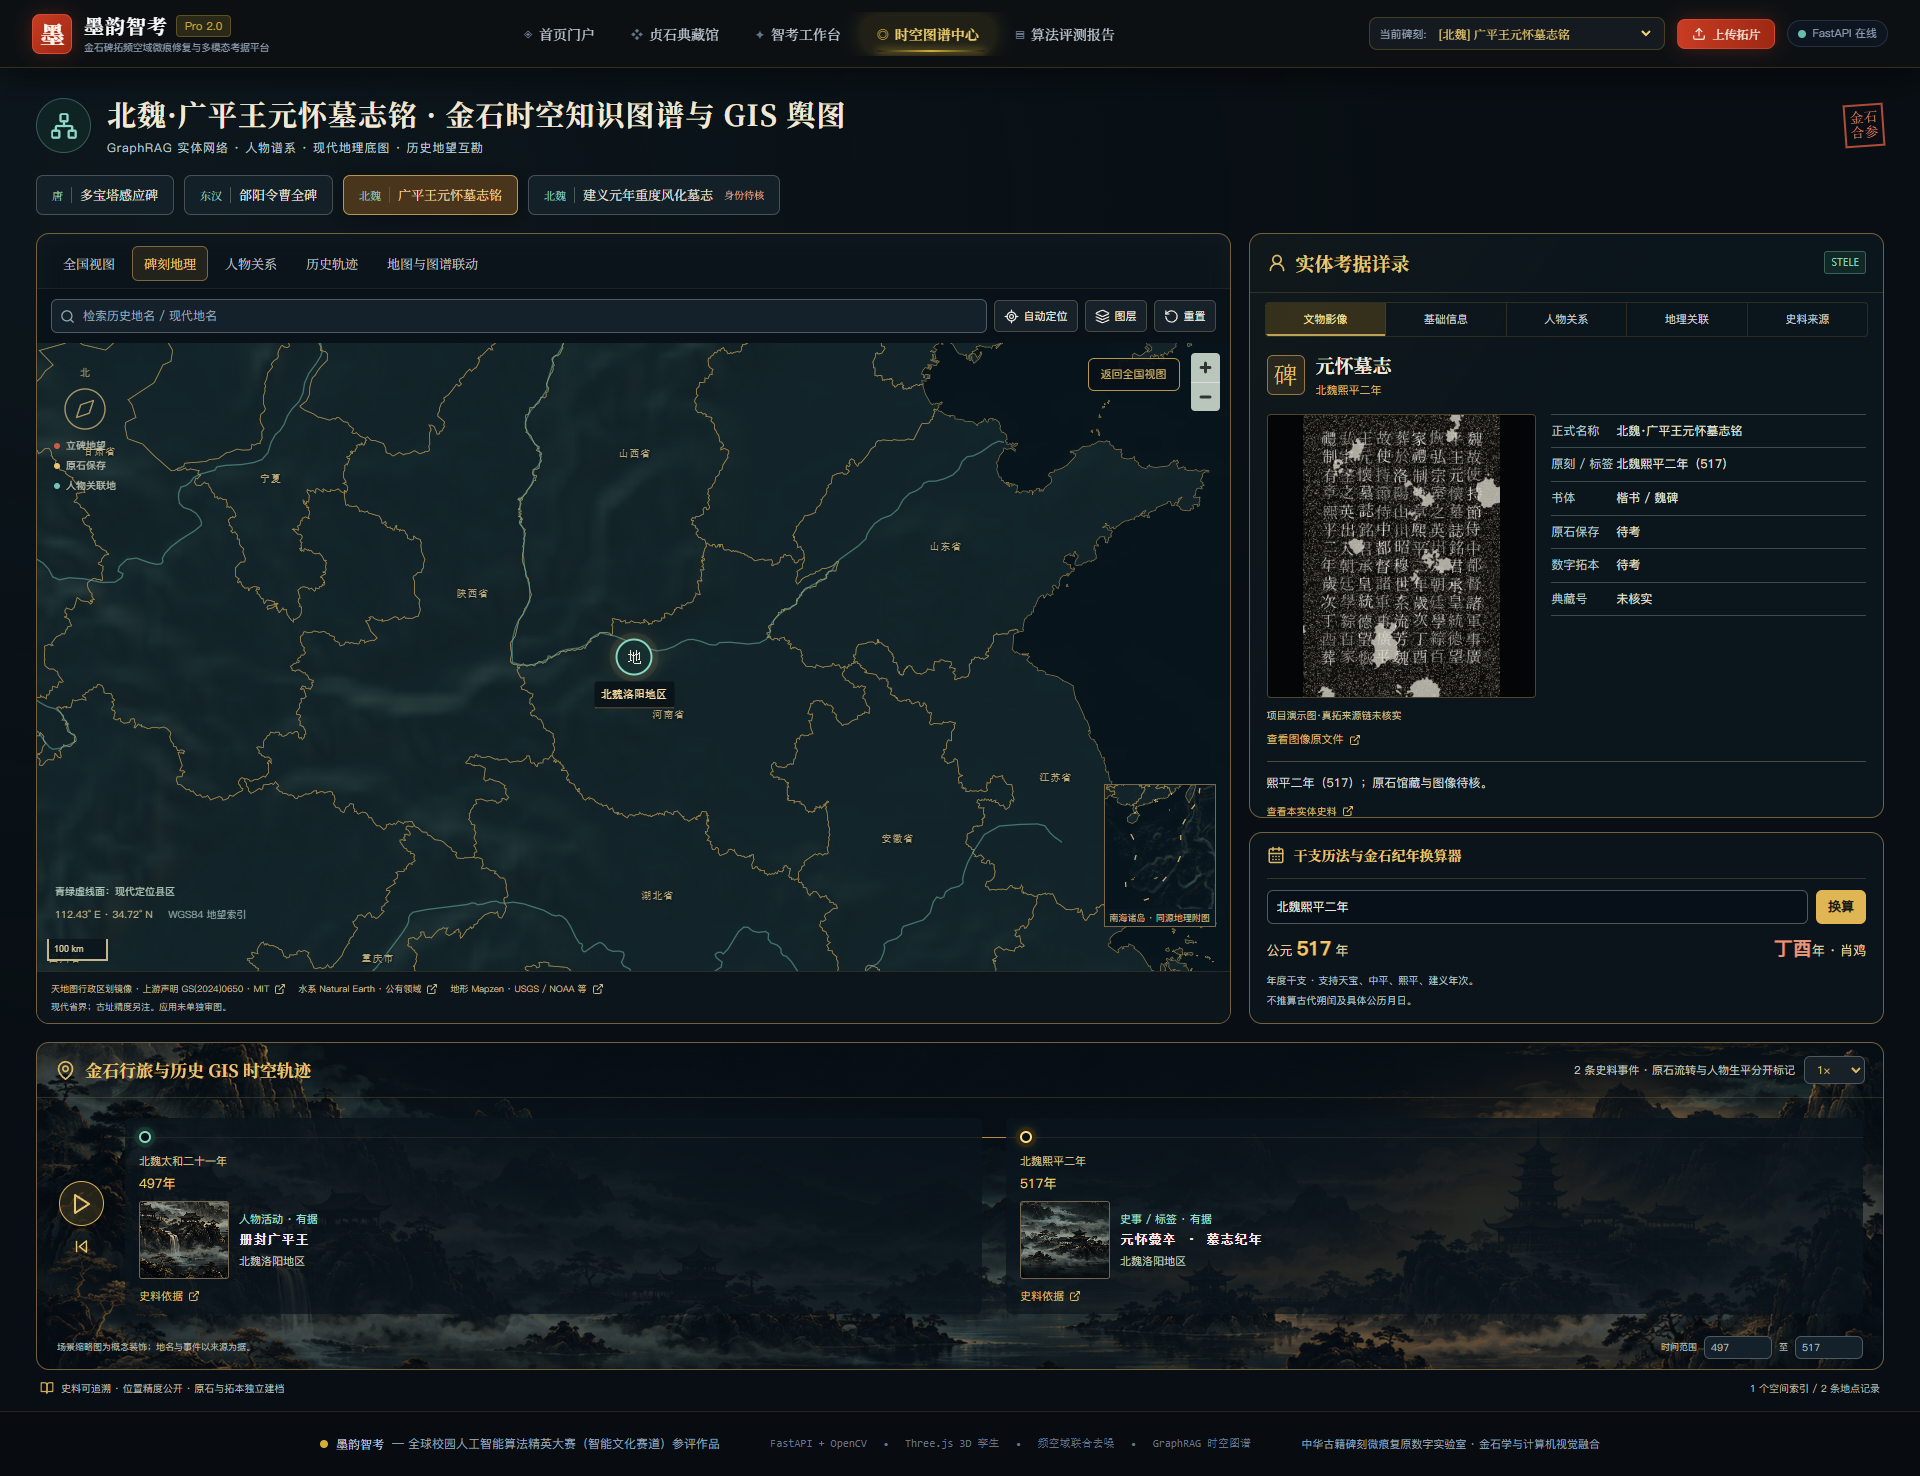 墨 墨韵智考 Pro 2.0
金石碑拓频空域微痕修复与多模态考据平台
首页门户 贞石典藏馆 智考工作台 时空图谱中心 算法评测报告
当前碑刻: [北魏] 广平王元怀墓志铭 上传拓片 FastAPI 在线
北魏·广平王元怀墓志铭 · 金石时空知识图谱与 GIS 舆图
GraphRAG 实体网络 · 人物谱系 · 现代地理底图 · 历史地望互勘
金石
合参
唐 多宝塔感应碑 东汉 郃阳令曹全碑 北魏 广平王元怀墓志铭 北魏 建义元年重度风化墓志 身份待核
全国视图 碑刻地理 人物关系 历史轨迹 地图与图谱联动
检索历史地名 / 现代地名 自动定位 图层 重置
返回全国视图
+
−
北
立碑地望
甘肃省
原石保存
人物关联地
宁夏
山西省
山东省
陕西省
地
北魏洛阳地区
河南省
江苏省
安徽省
湖北省
重庆市
南海诸岛 · 同源地理附图
青绿虚线面：现代定位县区
112.43° E · 34.72° N WGS84 地望索引
100 km
天地图行政区划镜像 · 上游声明 GS(2024)0650 · MIT 水系 Natural Earth · 公有领域 地形 Mapzen · USGS / NOAA 等
现代省界；古址精度另注。应用未单独审图。
实体考据详录 STELE
文物影像 基础信息 人物关系 地理关联 史料来源
碑 元怀墓志
北魏熙平二年
正式名称 北魏·广平王元怀墓志铭
原刻 / 标签 北魏熙平二年（517）
书体 楷书 / 魏碑
原石保存 待考
数字拓本 待考
典藏号 未核实
项目演示图·真拓来源链未核实
查看图像原文件
熙平二年（517）；原石馆藏与图像待核。
查看本实体史料
干支历法与金石纪年换算器
北魏熙平二年 换算
公元 517 年 丁酉年 · 肖鸡
年度干支 · 支持天宝、中平、熙平、建义年次。
不推算古代朔闰及具体公历月日。
金石行旅与历史 GIS 时空轨迹 2 条史料事件 · 原石流转与人物生平分开标记 1×
北魏太和二十一年
497年
人物活动 · 有据
册封广平王
北魏洛阳地区
史料依据
北魏熙平二年
517年
史事 / 标签 · 有据
元怀薨卒 · 墓志纪年
北魏洛阳地区
史料依据
场景缩略图为概念装饰；地名与事件以来源为据。 时间范围 497 至 517
史料可追溯 · 位置精度公开 · 原石与拓本独立建档 1 个空间索引 / 2 条地点记录
墨韵智考 — 全球校园人工智能算法精英大赛（智能文化赛道）参评作品 FastAPI + OpenCV • Three.js 3D 孪生 • 频空域联合去噪 • GraphRAG 时空图谱 中华古籍碑刻微痕复原数字实验室 · 金石学与计算机视觉融合